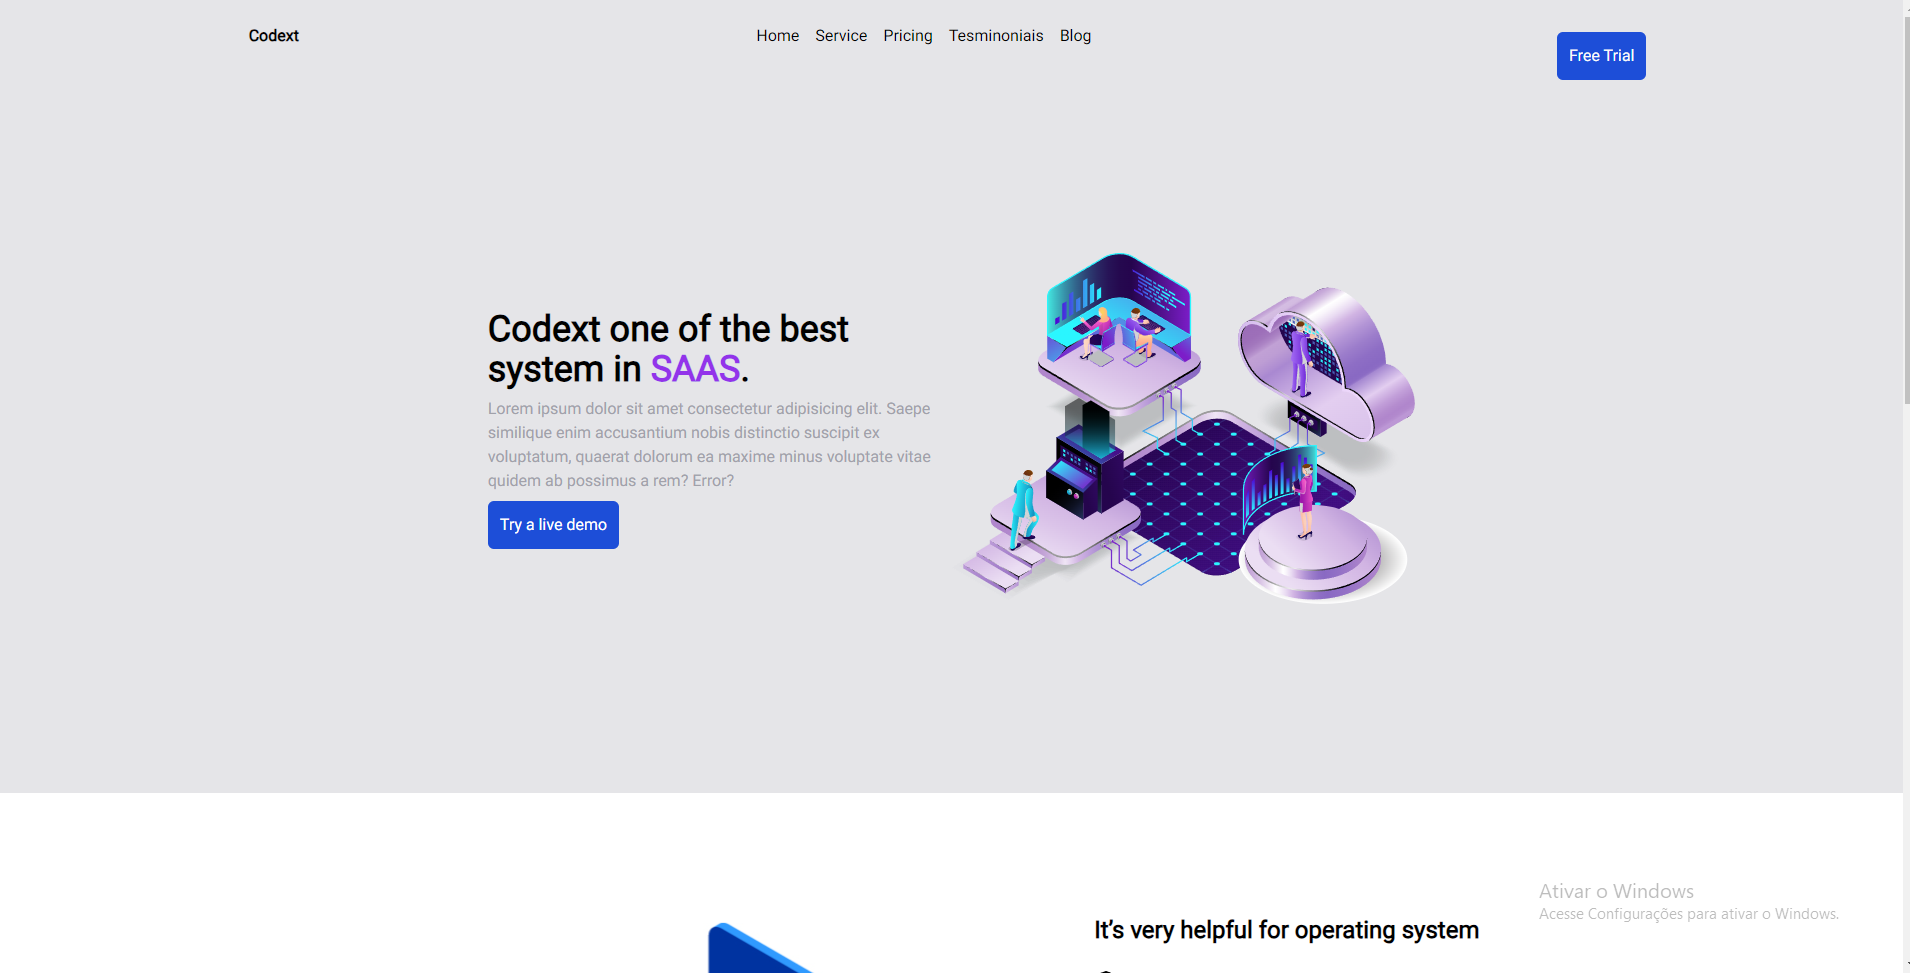 Codext
Home Service Pricing Tesminoniais Blog
Free Trial
Codext one of the best
system in SAAS.
Lorem ipsum dolor sit amet consectetur adipisicing elit. Saepe
similique enim accusantium nobis distinctio suscipit ex
voluptatum, quaerat dolorum ea maxime minus voluptate vitae
quidem ab possimus a rem? Error?
Try a live demo
It’s very helpful for operating system
Ativar o Windows
Acesse Configurações para ativar o Windows.